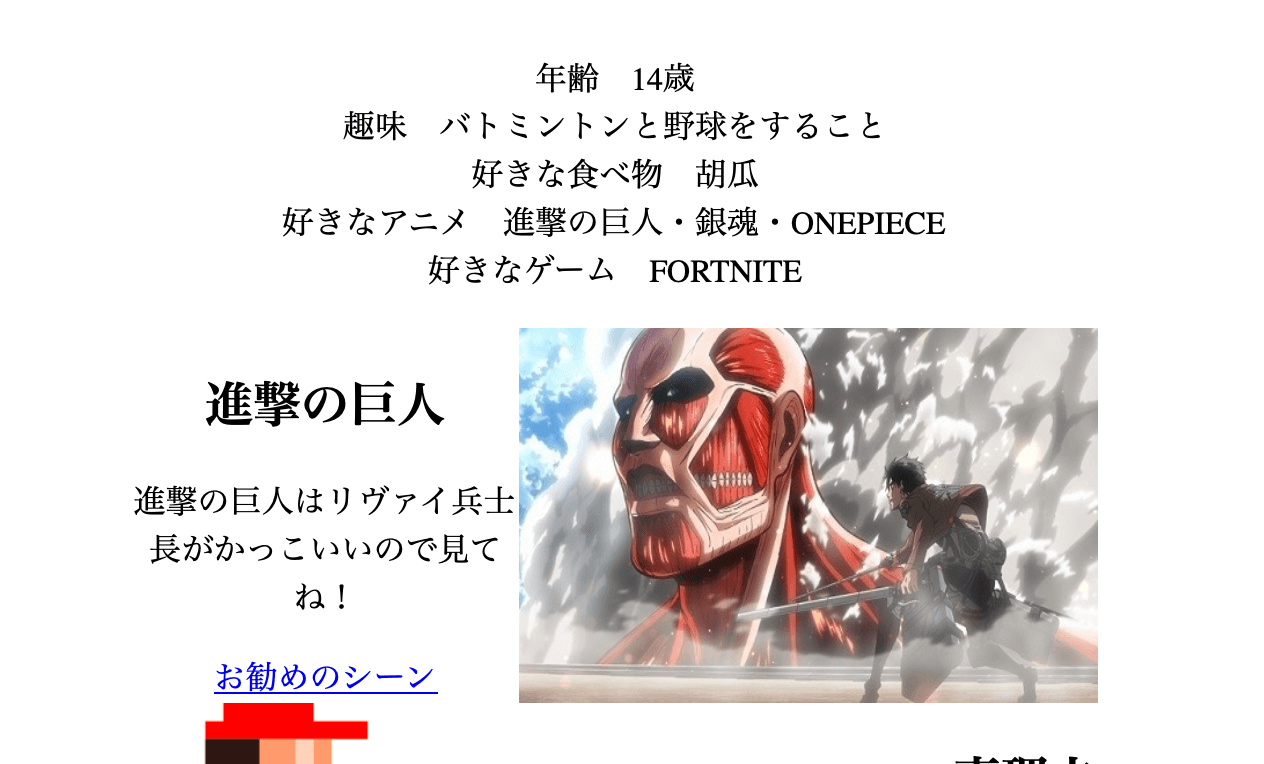 年齢　14歳
趣味　バトミントンと野球をすること
好きな食べ物　胡瓜
好きなアニメ　進撃の巨人・銀魂・ONEPIECE
好きなゲーム　FORTNITE
進撃の巨人
進撃の巨人はリヴァイ兵士
長がかっこいいので見て
ね！
お勧めのシーン